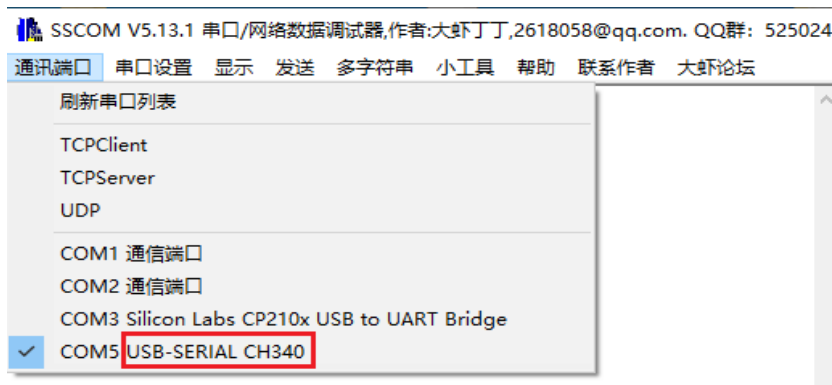 SSCOM V5.13.1 串口/网络数据调试器,作者:大虾丁丁,2618058@qq.com. QQ群: 525024
通讯端口 串口设置 显示 发送 多字符串 小工具 帮助 联系作者 大虾论坛
刷新串口列表
TCPClient
TCPServer
UDP
COM1 通信端口
COM2 通信端口
COM3 Silicon Labs CP210x USB to UART Bridge
COM5 USB-SERIAL CH340